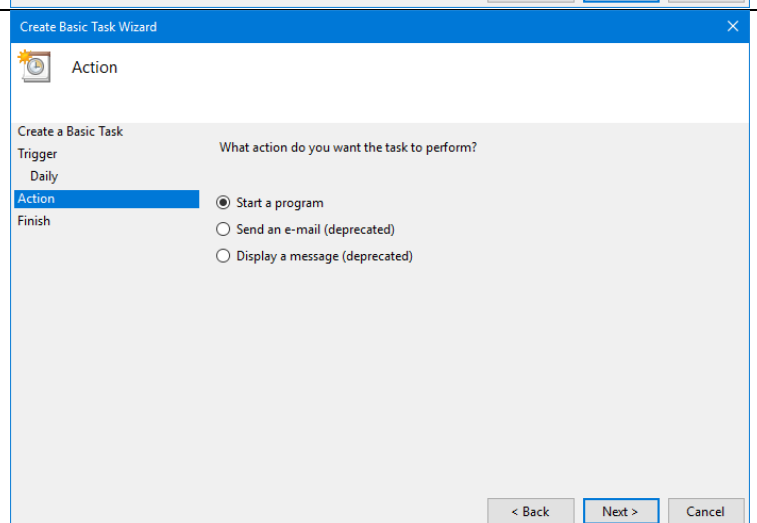 Create Basic Task Wizard
Action
Create a Basic Task
Trigger
Daily
Action
Finish
What action do you want the task to perform?
Start a program
Send an e-mail (deprecated)
Display a message (deprecated)
< Back
Next >
Cancel